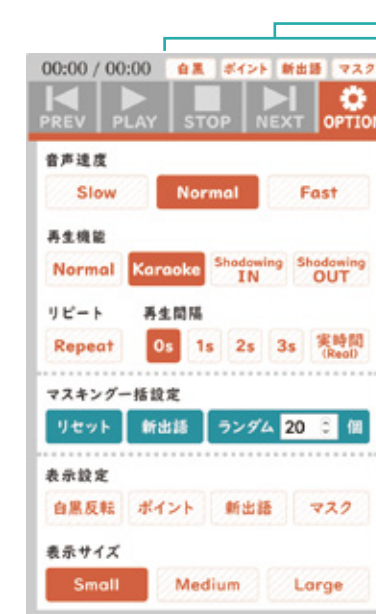 00:00 / 00:00 白黒 ポイント 新出語 マスク
PREV PLAY STOP NEXT OPTION
音声速度
Slow Normal Fast
再生機能
Normal Karaoke Shadowing IN Shadowing OUT
リピート 再生間隔
Repeat 0s 1s 2s 3s 実時間 (Real)
マスキング一括設定
リセット 新出語 ランダム 20 個
表示設定
白黒反転 ポイント 新出語 マスク
表示サイズ
Small Medium Large